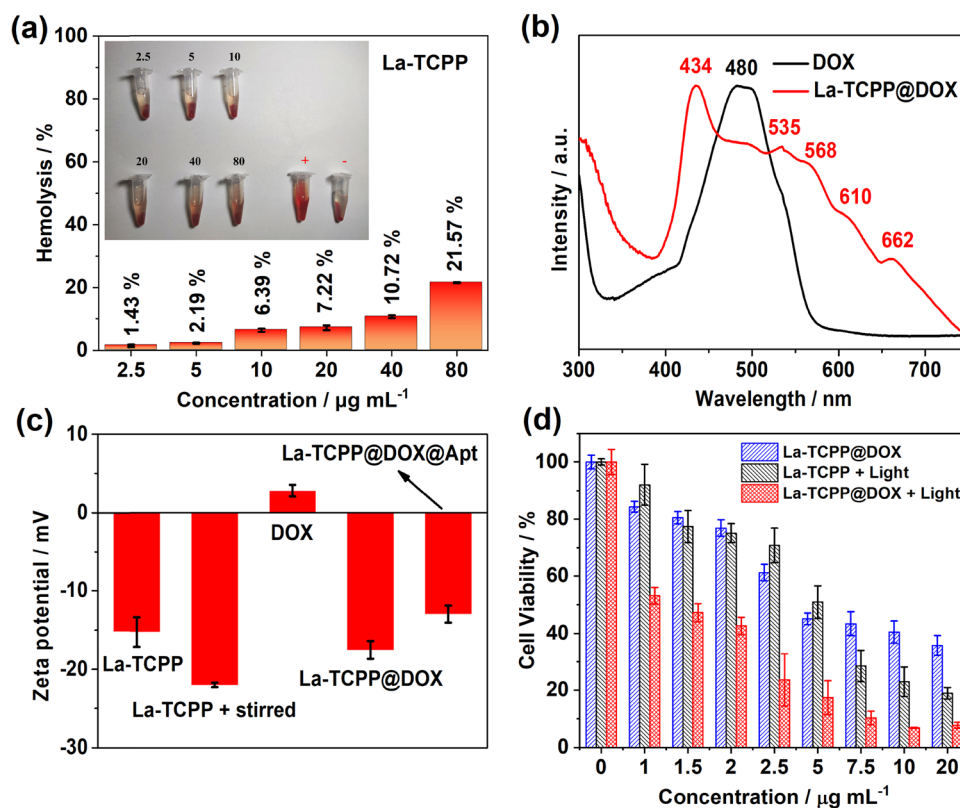 (a)
La-TCPP
2.5 5 10
20 40 80 + -
1.43 %
2.19 %
6.39 %
7.22 %
10.72 %
21.57 %
100
80
60
40
20
0
Hemolysis / %
2.5 5 10 20 40 80
Concentration / μg mL-1
(b)
DOX
La-TCPP@DOX
434
480
535
568
610
662
Intensity / a.u.
300 400 500 600 700
Wavelength / nm
(c)
10
0
-10
-20
-30
Zeta potential / mV
La-TCPP@DOX@Apt
DOX
La-TCPP
La-TCPP + stirred
La-TCPP@DOX
(d)
La-TCPP@DOX
La-TCPP + Light
La-TCPP@DOX + Light
100
80
60
40
20
0
Cell Viability / %
0 1 1.5 2 2.5 5 7.5 10 20
Concentration / μg mL-1